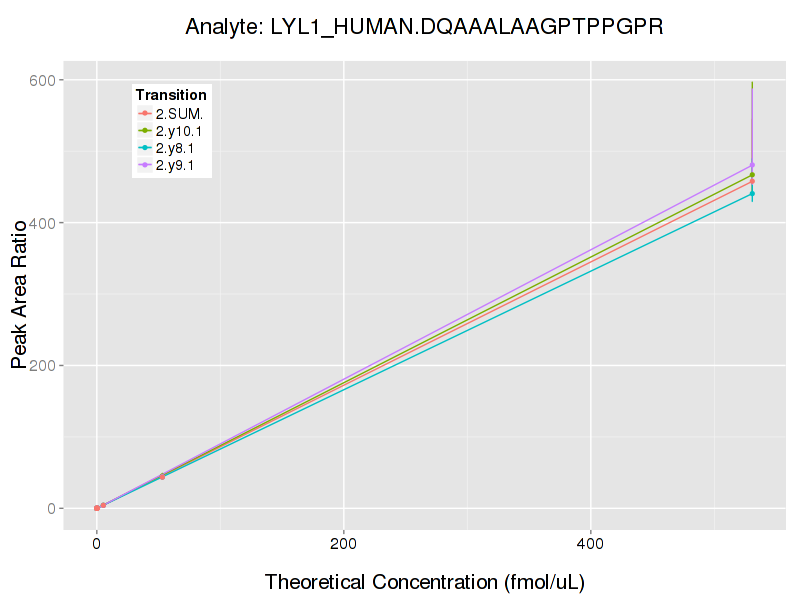 Analyte: LYL1_HUMAN.DQAAALAAGPTPPGPR
600
400
200
0
Peak Area Ratio
Transition
2.SUM.
2.y10.1
2.y8.1
2.y9.1
0
200
400
Theoretical Concentration (fmol/uL)